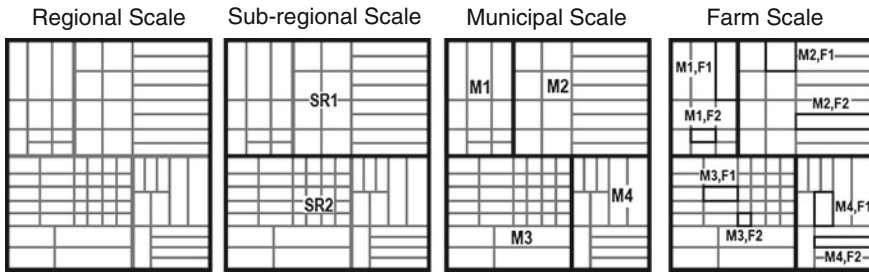 Regional Scale
Sub-regional Scale
Municipal Scale
Farm Scale
SR1
SR2
M1
M2
M4
M3
M2,F1
M1,F1
M2,F2
M1,F2
M3,F1
M4,F1
M3,F2
M4,F2